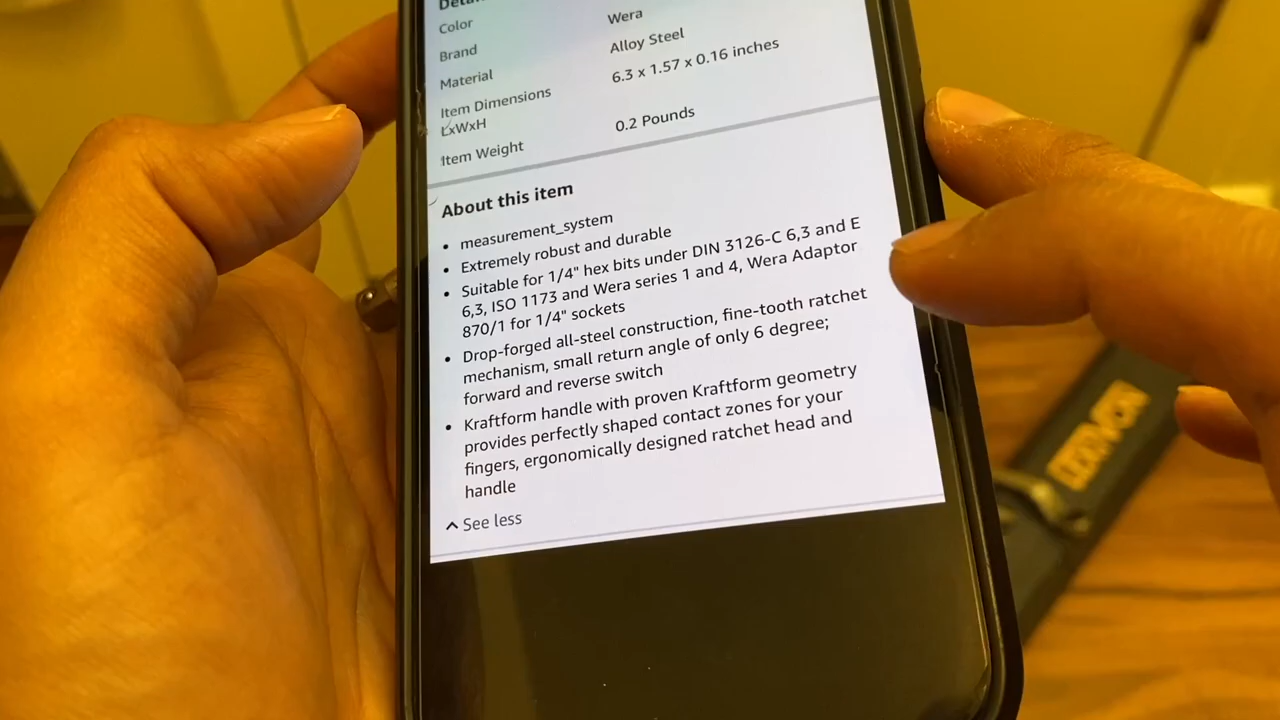 Color
Wera
Brand
Alloy Steel
Material
6.3 x 1.57 x 0.16 inches
Item Dimensions
LxWxH
0.2 Pounds
Item Weight
About this item
• measurement_system
• Extremely robust and durable
• Suitable for 1/4" hex bits under DIN 3126-C 6,3 and E
6,3, ISO 1173 and Wera series 1 and 4, Wera Adaptor
870/1 for 1/4" sockets
• Drop-forged all-steel construction, fine-tooth ratchet
mechanism, small return angle of only 6 degree;
forward and reverse switch
• Kraftform handle with proven Kraftform geometry
provides perfectly shaped contact zones for your
fingers, ergonomically designed ratchet head and
handle
See less
LEXIVON